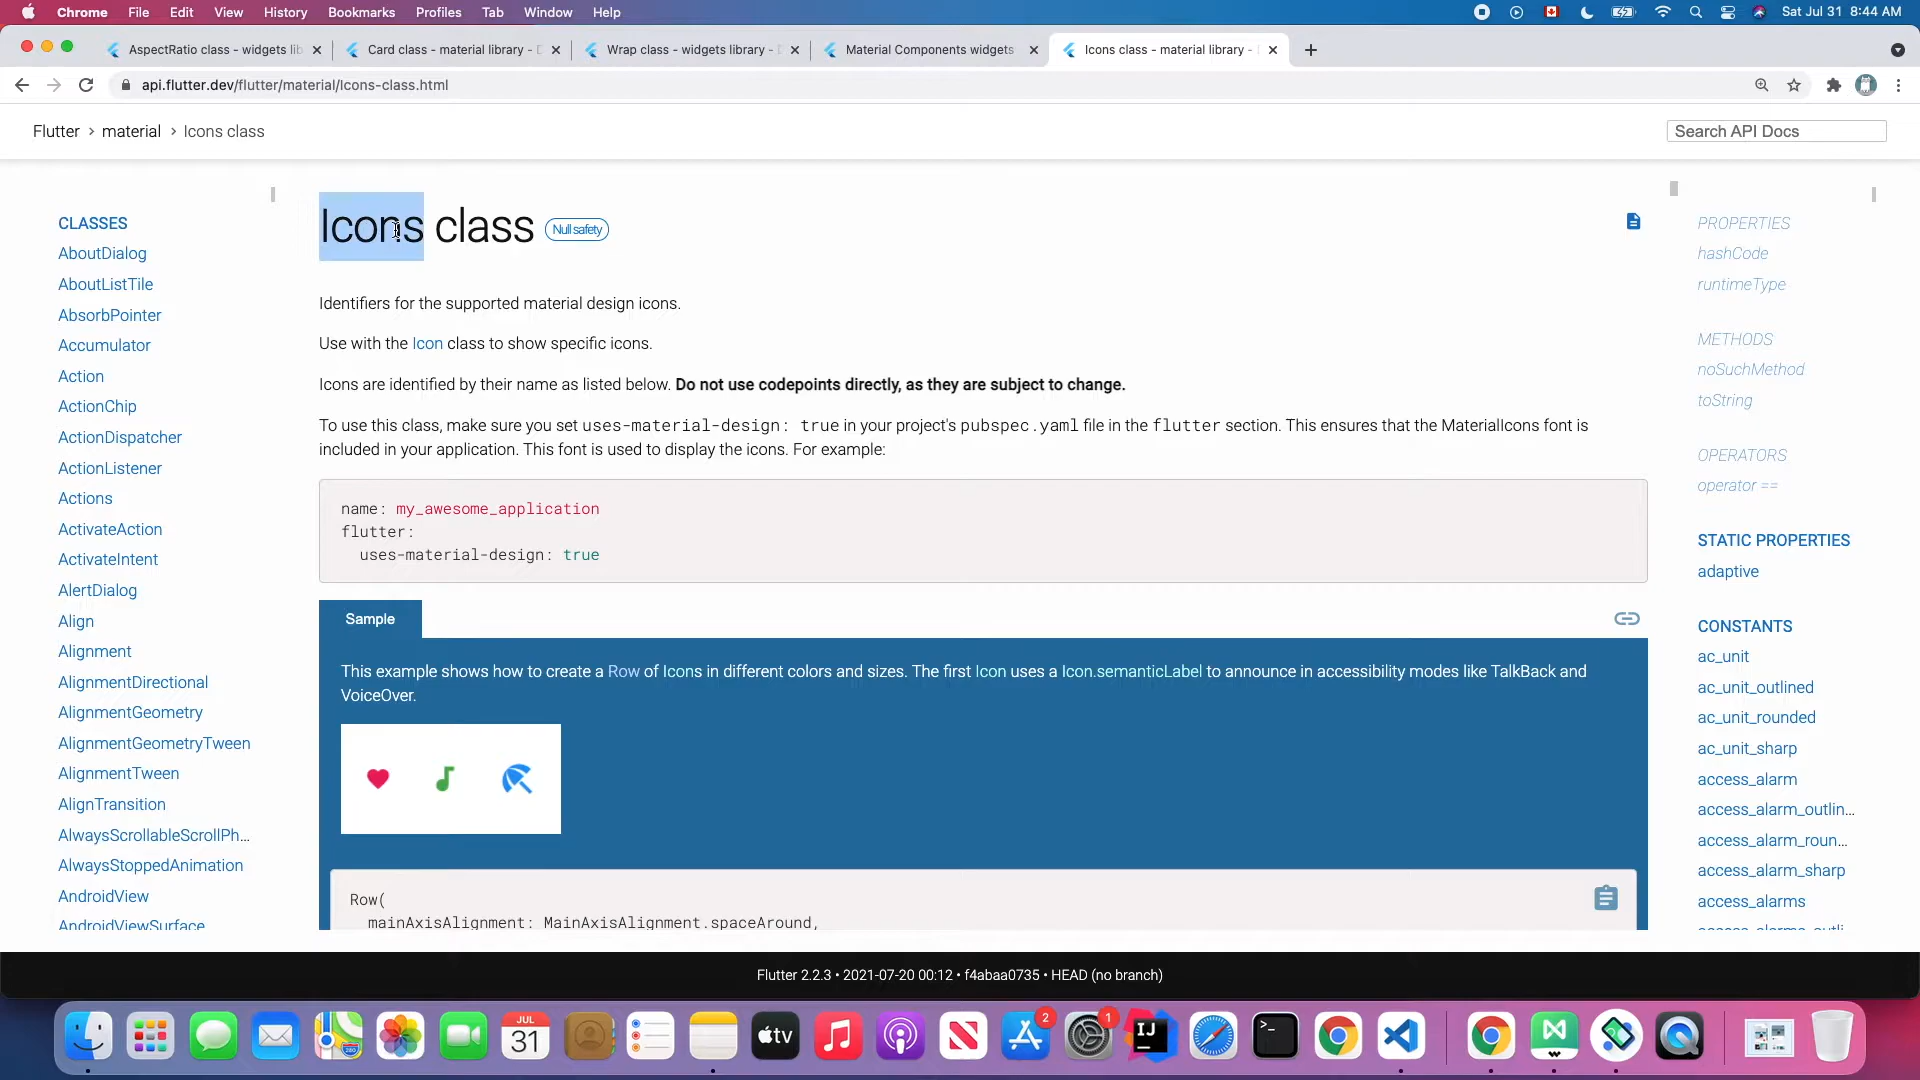 Chrome File Edit View History Bookmarks Profiles Tab Window Help Sat Jul 31 8:44 AM
AspectRatio class - widgets lib Card class - material library - D Wrap class - widgets library - D Material Components widgets Icons class - material library -
api.flutter.dev/flutter/material/Icons-class.html
Flutter > material > Icons class Search API Docs
CLASSES
AboutDialog
AboutListTile
AbsorbPointer
Accumulator
Action
ActionChip
ActionDispatcher
ActionListener
Actions
ActivateAction
ActivateIntent
AlertDialog
Align
Alignment
AlignmentDirectional
AlignmentGeometry
AlignmentGeometryTween
AlignmentTween
AlignTransition
AlwaysScrollableScrollPh...
AlwaysStoppedAnimation
AndroidView
AndroidViewSurface
Icons class Null safety
Identifiers for the supported material design icons.
Use with the Icon class to show specific icons.
Icons are identified by their name as listed below. Do not use codepoints directly, as they are subject to change.
To use this class, make sure you set uses-material-design: true in your project's pubspec.yaml file in the flutter section. This ensures that the MaterialIcons font is
included in your application. This font is used to display the icons. For example:
name: my_awesome_application
flutter:
uses-material-design: true
Sample
This example shows how to create a Row of Icons in different colors and sizes. The first Icon uses a Icon.semanticLabel to announce in accessibility modes like TalkBack and
VoiceOver.
Row(
mainAxisAlignment: MainAxisAlignment.spaceAround,
PROPERTIES
hashCode
runtimeType
METHODS
noSuchMethod
toString
OPERATORS
operator ==
STATIC PROPERTIES
adaptive
CONSTANTS
ac_unit
ac_unit_outlined
ac_unit_rounded
ac_unit_sharp
access_alarm
access_alarm_outlin...
access_alarm_roun...
access_alarm_sharp
access_alarms
Flutter 2.2.3 • 2021-07-20 00:12 • f4abaa0735 • HEAD (no branch)
JUL
31
tv
2
1
IJ